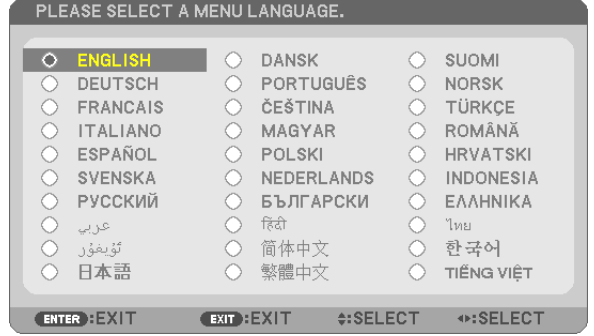 PLEASE SELECT A MENU LANGUAGE.
ENGLISH DANSK SUOMI
DEUTSCH PORTUGUÊS NORSK
FRANCAIS ČEŠTINA TÜRKÇE
ITALIANO MAGYAR ROMÂNĂ
ESPAÑOL POLSKI HRVATSKI
SVENSKA NEDERLANDS INDONESIA
РУССКИЙ БЪЛГАРСКИ ΕΛΛΗΝΙΚΑ
عربي हिंदी ไทย
ئۇيغۇر 简体中文 한국어
日本語 繁體中文 TIẾNG VIỆT
ENTER :EXIT EXIT :EXIT :SELECT :SELECT